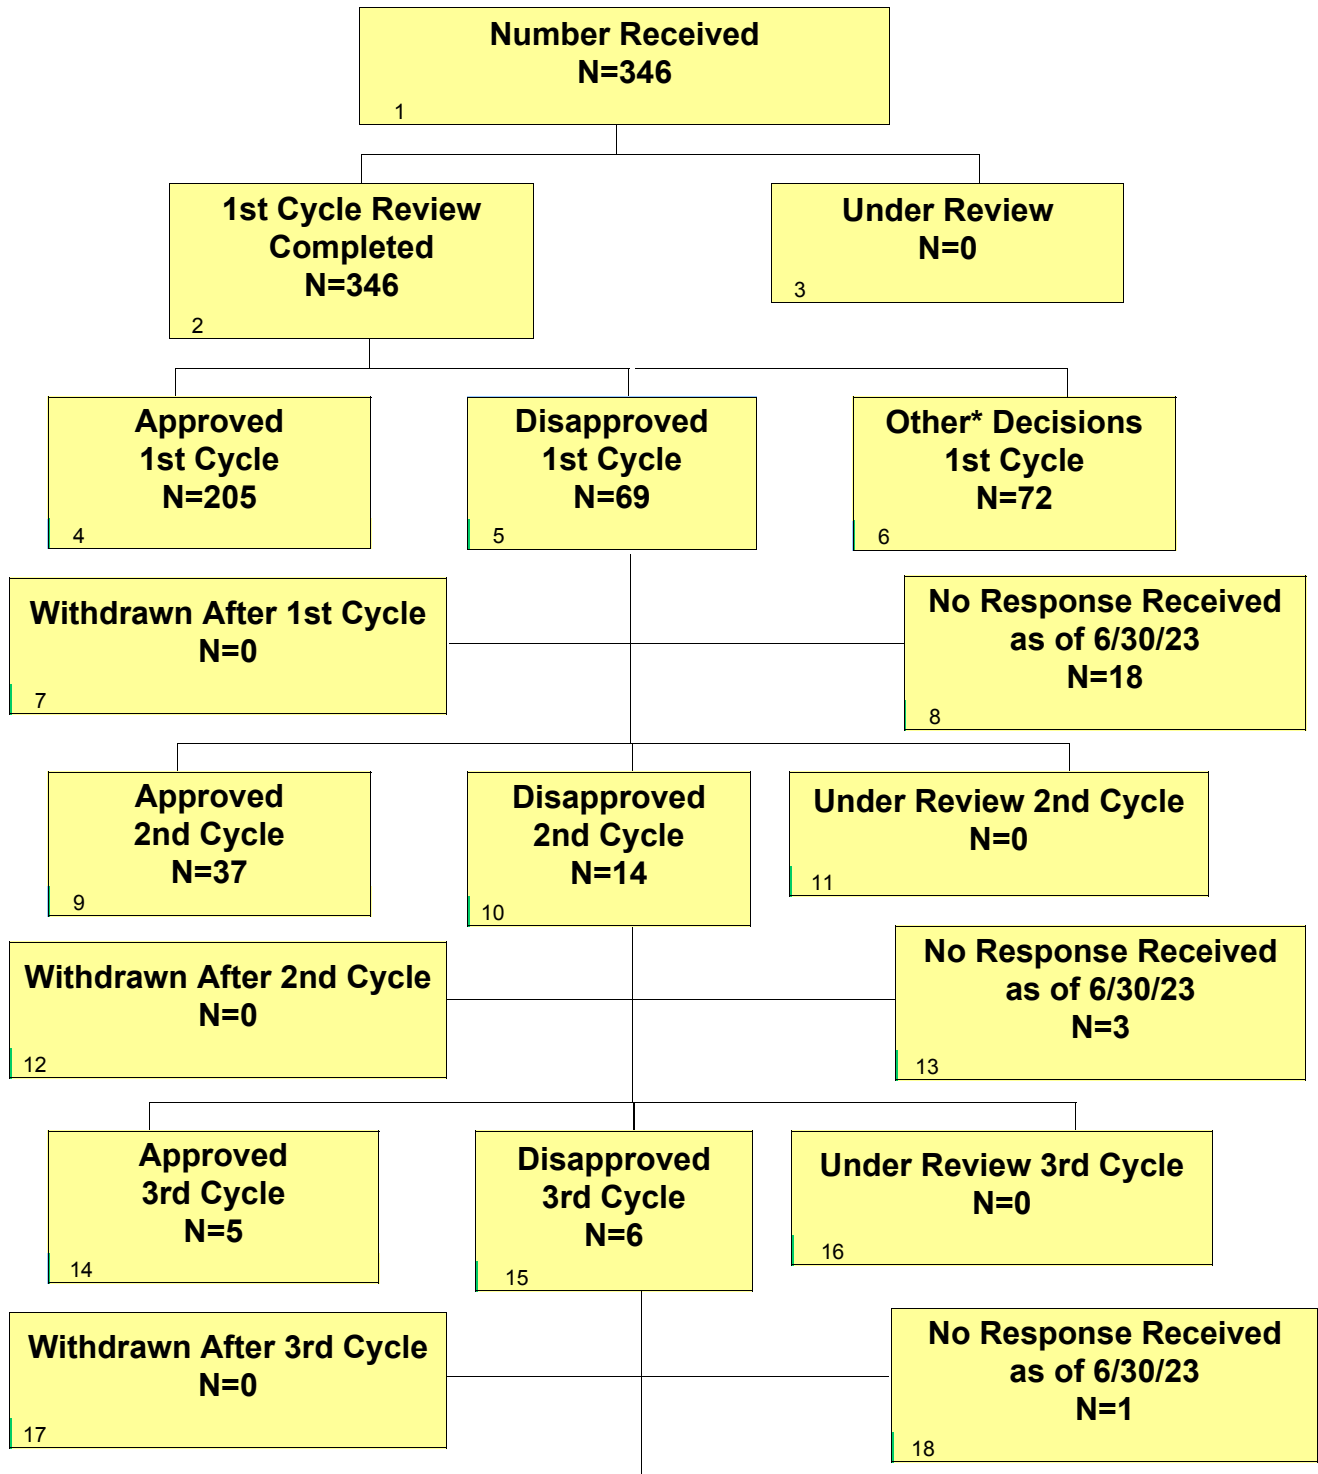 Number Received
N=346
1
1st Cycle Review
Completed
N=346
2
Under Review
N=0
3
Approved
1st Cycle
N=205
4
Disapproved
1st Cycle
N=69
5
Other* Decisions
1st Cycle
N=72
6
Withdrawn After 1st Cycle
N=0
7
No Response Received
as of 6/30/23
N=18
8
Approved
2nd Cycle
N=37
9
Disapproved
2nd Cycle
N=14
10
Under Review 2nd Cycle
N=0
11
Withdrawn After 2nd Cycle
N=0
12
No Response Received
as of 6/30/23
N=3
13
Approved
3rd Cycle
N=5
14
Disapproved
3rd Cycle
N=6
15
Under Review 3rd Cycle
N=0
16
Withdrawn After 3rd Cycle
N=0
17
No Response Received
as of 6/30/23
N=1
18